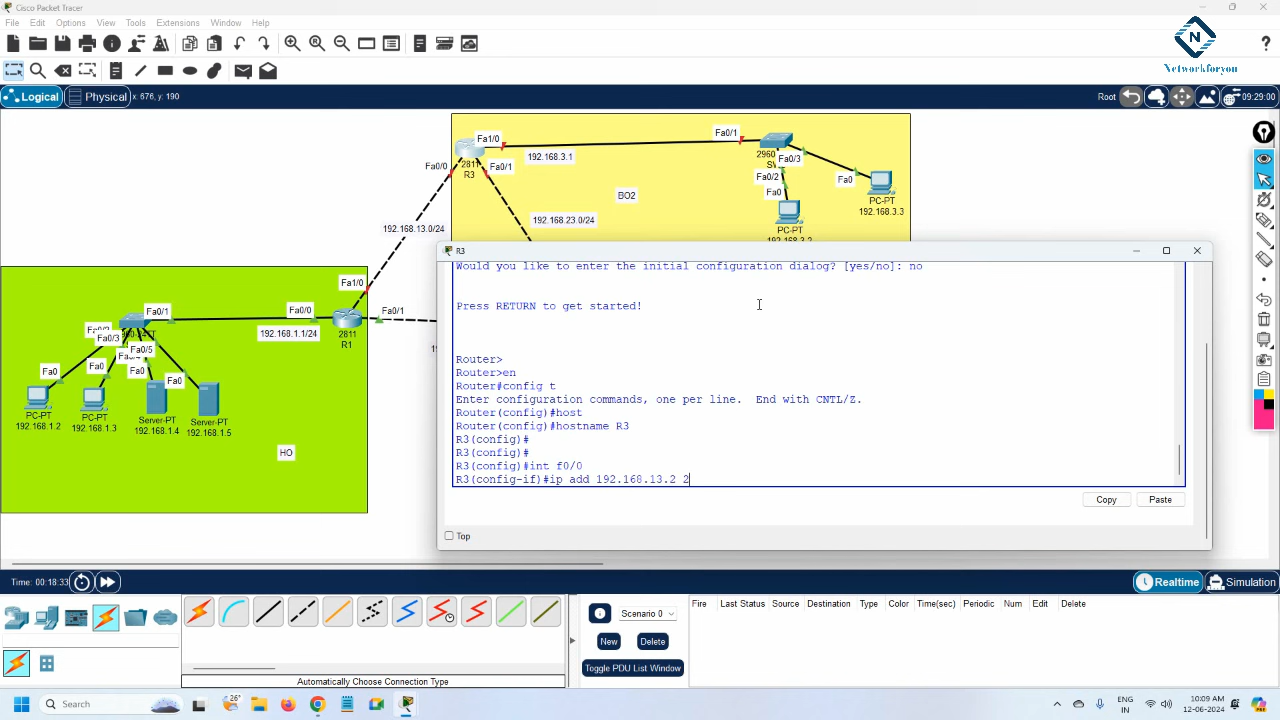 Cisco Packet Tracer
File Edit Options View Tools Extensions Window Help
N
Networkforyon
Logical Physical x: 676, y: 190 Root 09:29:00
Fa1/0
Fa0/1
Fa0/0
2811
R3
Fa0/1
192.168.3.1
2960
Fa0/3
Fa0/2
Fa0
Fa0
PC-PT
192.168.3.3
BO2
192.168.23.0/24
192.168.13.0/24
PC-PT
192.168.3.2
Fa1/0
Fa0/1
Fa0/0
Fa0/1
192.168.1.1/24
2811
R1
Fa0/3
Fa0/5
Fa0
Fa0
Fa0
Fa0
PC-PT
192.168.1.2
PC-PT
192.168.1.3
Server-PT
192.168.1.4
Server-PT
192.168.1.5
HO
R3
Would you like to enter the initial configuration dialog? [yes/no]: no
Press RETURN to get started!
Router>
Router>en
Router#config t
Enter configuration commands, one per line. End with CNTL/Z.
Router(config)#host
Router(config)#hostname R3
R3(config)#
R3(config)#
R3(config)#int f0/0
R3(config-if)#ip add 192.168.13.2 2
Copy Paste
Top
Time: 00:18:33 Realtime Simulation
Scenario 0
New Delete
Toggle PDU List Window
Fire Last Status Source Destination Type Color Time(sec) Periodic Num Edit Delete
Automatically Choose Connection Type
Search
26°
ENG
IN
10:09 AM
12-06-2024